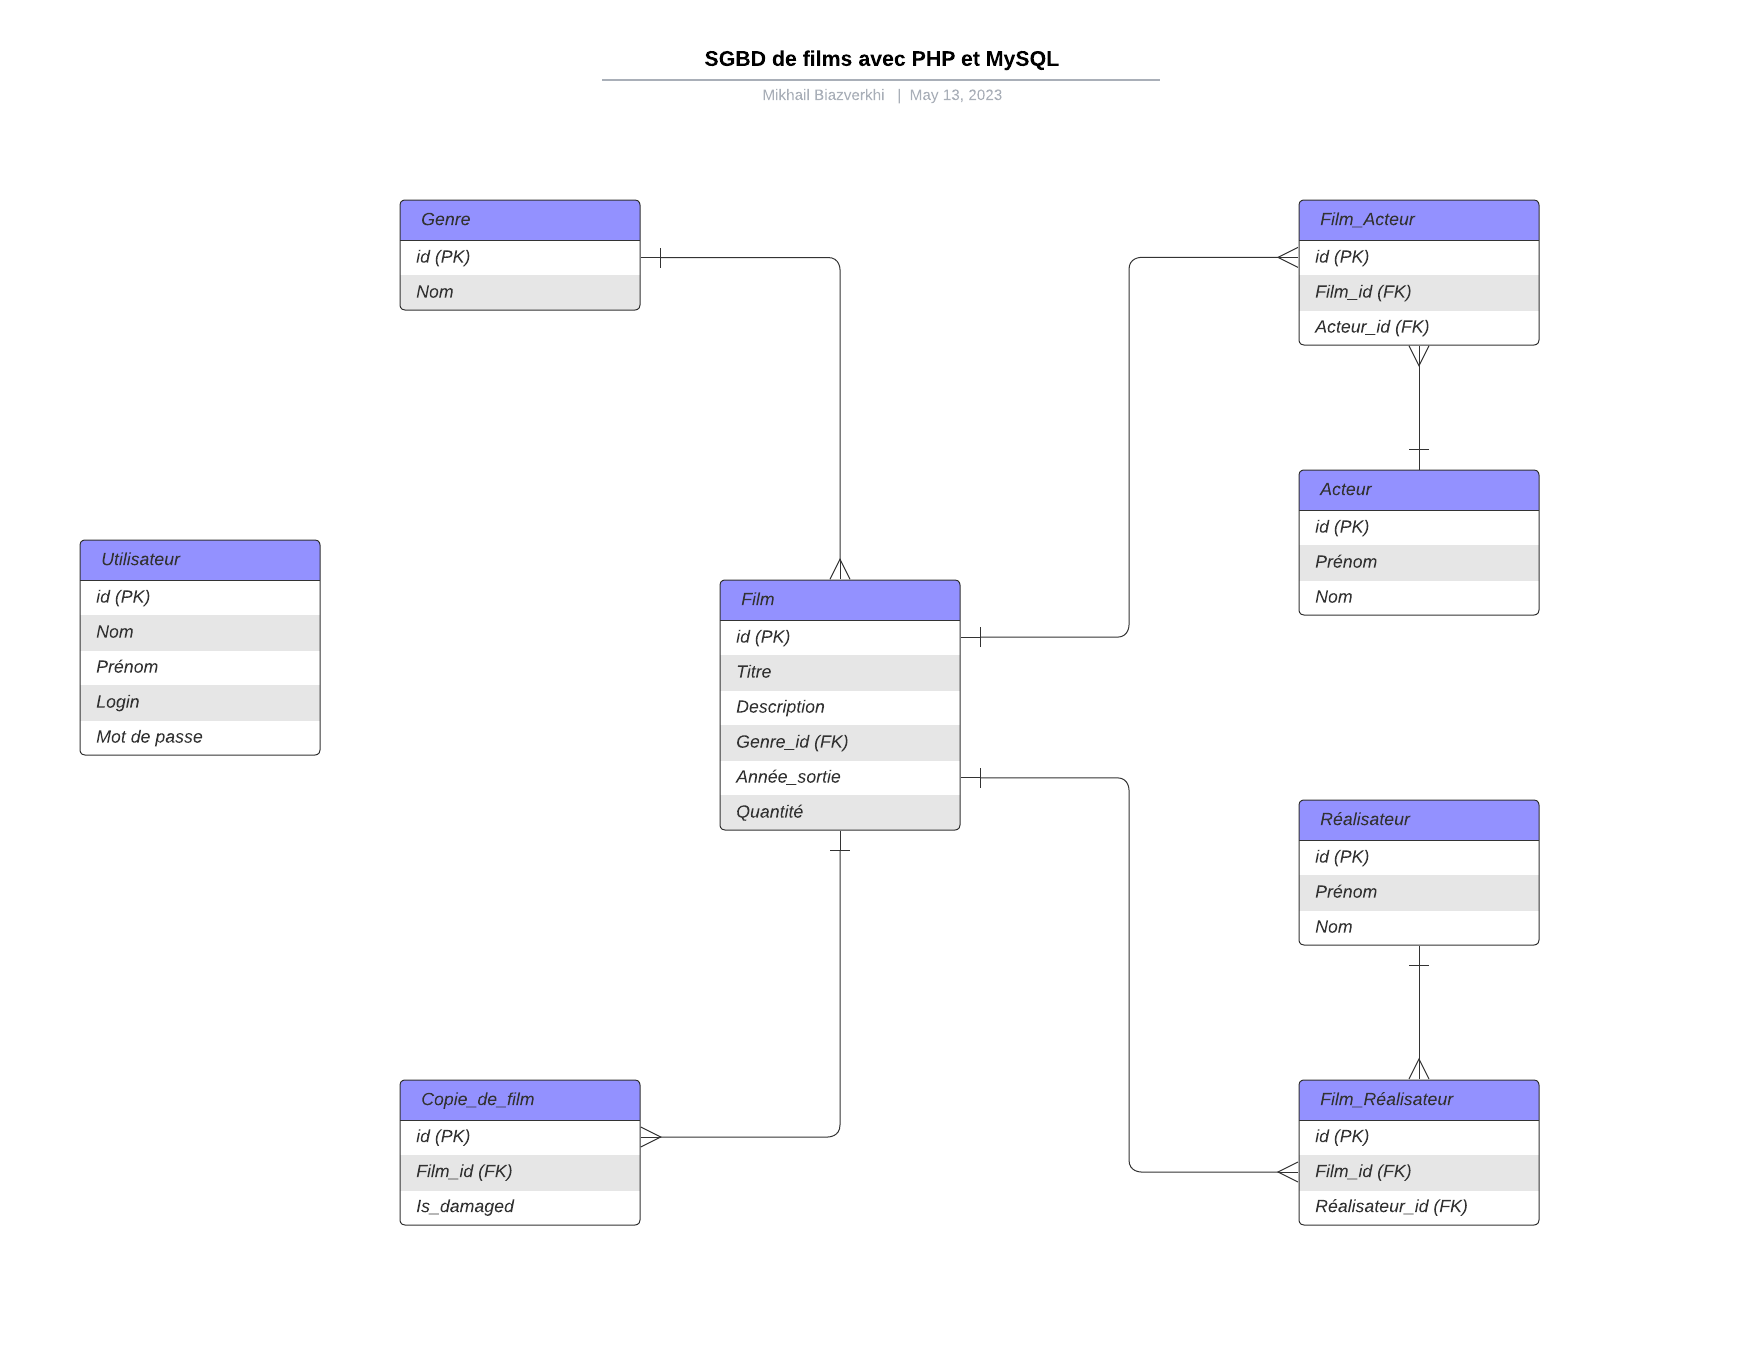 SGBD de films avec PHP et MySQL
Mikhail Biazverkhi | May 13, 2023
Genre
id (PK)
Nom
Film_Acteur
id (PK)
Film_id (FK)
Acteur_id (FK)
Acteur
id (PK)
Prénom
Nom
Utilisateur
id (PK)
Nom
Prénom
Login
Mot de passe
Film
id (PK)
Titre
Description
Genre_id (FK)
Année_sortie
Quantité
Réalisateur
id (PK)
Prénom
Nom
Copie_de_film
id (PK)
Film_id (FK)
Is_damaged
Film_Réalisateur
id (PK)
Film_id (FK)
Réalisateur_id (FK)